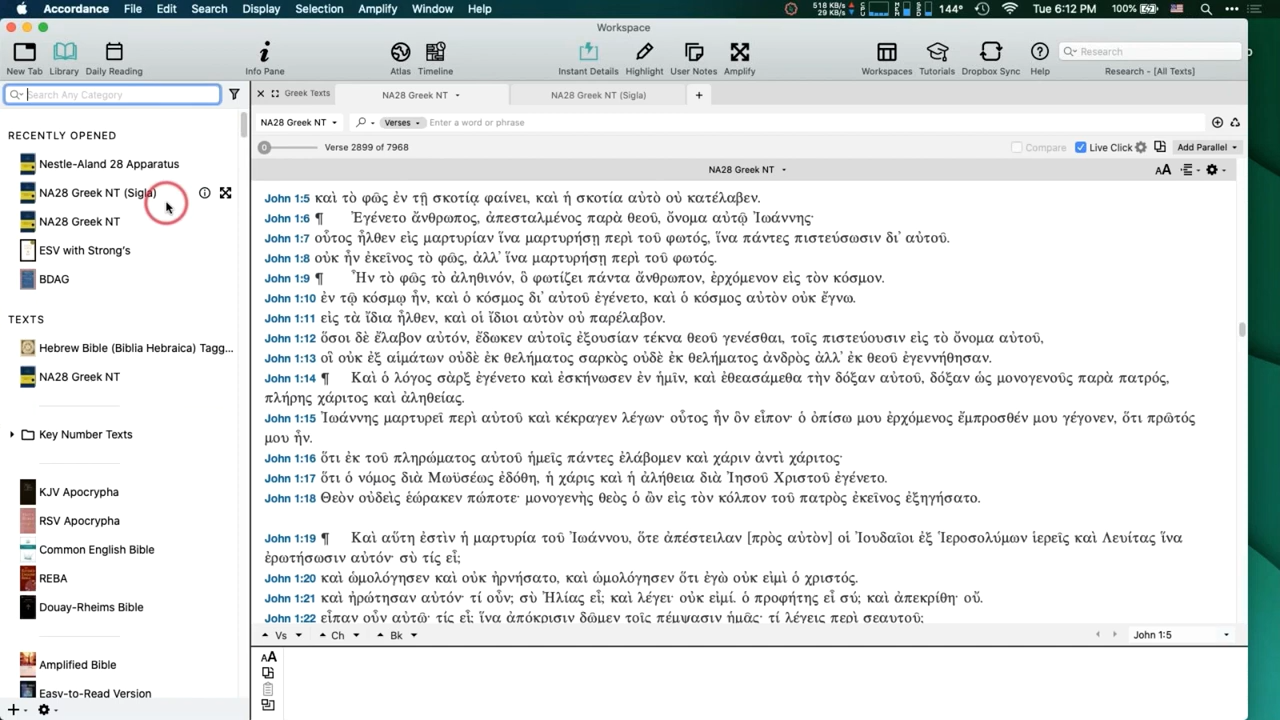 Accordance File Edit Search Display Selection Amplify Window Help 518 KB/s 29 KB/s 144° Tue 6:12 PM 100%
Workspace
New Tab Library Daily Reading Info Pane Atlas Timeline Instant Details Highlight User Notes Amplify Workspaces Tutorials Dropbox Sync Help Research
Research - [All Texts]
Search Any Category
Greek Texts NA28 Greek NT NA28 Greek NT (Sigla) +
NA28 Greek NT Verses Enter a word or phrase
0 Verse 2899 of 7968 Compare Live Click Add Parallel
NA28 Greek NT AA
RECENTLY OPENED
Nestle-Aland 28 Apparatus
NA28 Greek NT (Sigla)
NA28 Greek NT
ESV with Strong's
BDAG
TEXTS
Hebrew Bible (Biblia Hebraica) Tagg...
NA28 Greek NT
Key Number Texts
KJV Apocrypha
RSV Apocrypha
Common English Bible
REBA
Douay-Rheims Bible
Amplified Bible
Easy-to-Read Version
John 1:5 καὶ τὸ φῶς ἐν τῇ σκοτίᾳ φαίνει, καὶ ἡ σκοτία αὐτὸ οὐ κατέλαβεν.
John 1:6 ¶ Ἐγένετο ἄνθρωπος, ἀπεσταλμένος παρὰ θεοῦ, ὄνομα αὐτῷ Ἰωάννης·
John 1:7 οὗτος ἦλθεν εἰς μαρτυρίαν ἵνα μαρτυρήσῃ περὶ τοῦ φωτός, ἵνα πάντες πιστεύσωσιν δι’ αὐτοῦ.
John 1:8 οὐκ ἦν ἐκεῖνος τὸ φῶς, ἀλλ’ ἵνα μαρτυρήσῃ περὶ τοῦ φωτός.
John 1:9 ¶ Ἦν τὸ φῶς τὸ ἀληθινόν, ὃ φωτίζει πάντα ἄνθρωπον, ἐρχόμενον εἰς τὸν κόσμον.
John 1:10 ἐν τῷ κόσμῳ ἦν, καὶ ὁ κόσμος δι’ αὐτοῦ ἐγένετο, καὶ ὁ κόσμος αὐτὸν οὐκ ἔγνω.
John 1:11 εἰς τὰ ἴδια ἦλθεν, καὶ οἱ ἴδιοι αὐτὸν οὐ παρέλαβον.
John 1:12 ὅσοι δὲ ἔλαβον αὐτόν, ἔδωκεν αὐτοῖς ἐξουσίαν τέκνα θεοῦ γενέσθαι, τοῖς πιστεύουσιν εἰς τὸ ὄνομα αὐτοῦ,
John 1:13 οἳ οὐκ ἐξ αἱμάτων οὐδὲ ἐκ θελήματος σαρκὸς οὐδὲ ἐκ θελήματος ἀνδρὸς ἀλλ’ ἐκ θεοῦ ἐγεννήθησαν.
John 1:14 ¶ Καὶ ὁ λόγος σὰρξ ἐγένετο καὶ ἐσκήνωσεν ἐν ἡμῖν, καὶ ἐθεασάμεθα τὴν δόξαν αὐτοῦ, δόξαν ὡς μονογενοῦς παρὰ πατρός,
πλήρης χάριτος καὶ ἀληθείας.
John 1:15 Ἰωάννης μαρτυρεῖ περὶ αὐτοῦ καὶ κέκραγεν λέγων· οὗτος ἦν ὃν εἶπον· ὁ ὀπίσω μου ἐρχόμενος ἔμπροσθέν μου γέγονεν, ὅτι πρῶτός
μου ἦν.
John 1:16 ὅτι ἐκ τοῦ πληρώματος αὐτοῦ ἡμεῖς πάντες ἐλάβομεν καὶ χάριν ἀντὶ χάριτος·
John 1:17 ὅτι ὁ νόμος διὰ Μωϋσέως ἐδόθη, ἡ χάρις καὶ ἡ ἀλήθεια διὰ Ἰησοῦ Χριστοῦ ἐγένετο.
John 1:18 Θεὸν οὐδεὶς ἑώρακεν πώποτε· μονογενὴς θεὸς ὁ ὢν εἰς τὸν κόλπον τοῦ πατρὸς ἐκεῖνος ἐξηγήσατο.
John 1:19 ¶ Καὶ αὕτη ἐστὶν ἡ μαρτυρία τοῦ Ἰωάννου, ὅτε ἀπέστειλαν [πρὸς αὐτὸν] οἱ Ἰουδαῖοι ἐξ Ἱεροσολύμων ἱερεῖς καὶ Λευίτας ἵνα
ἐρωτήσωσιν αὐτόν· σὺ τίς εἶ;
John 1:20 καὶ ὡμολόγησεν καὶ οὐκ ἠρνήσατο, καὶ ὡμολόγησεν ὅτι ἐγὼ οὐκ εἰμὶ ὁ χριστός.
John 1:21 καὶ ἠρώτησαν αὐτόν· τί οὖν; σὺ Ἠλίας εἶ; καὶ λέγει· οὐκ εἰμί. ὁ προφήτης εἶ σύ; καὶ ἀπεκρίθη· οὔ.
John 1:22 εἶπαν οὖν αὐτῷ· τίς εἶ; ἵνα ἀπόκρισιν δῶμεν τοῖς πέμψασιν ἡμᾶς· τί λέγεις περὶ σεαυτοῦ;
Vs Ch Bk John 1:5
AA